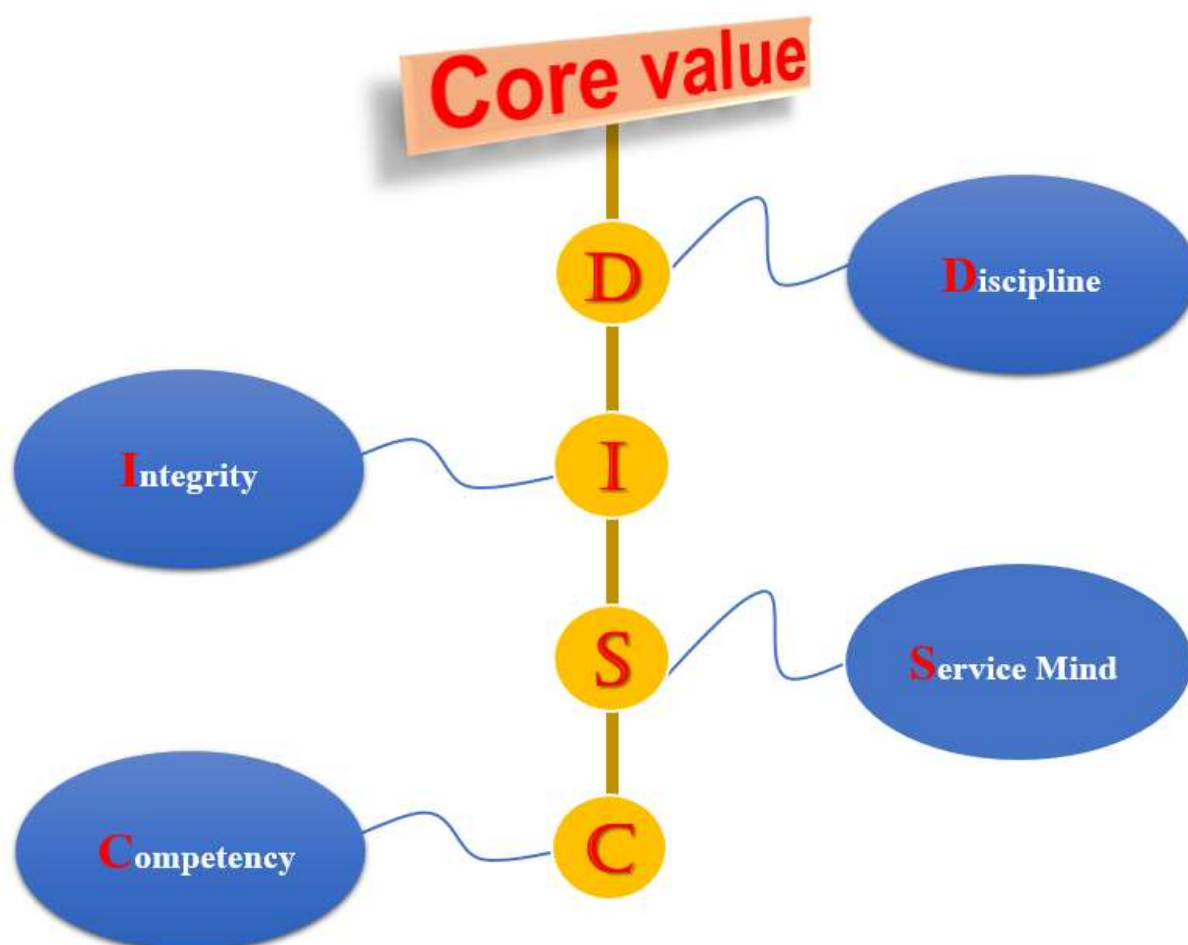 Core value
D
Discipline
I
Integrity
S
Service Mind
C
Competency